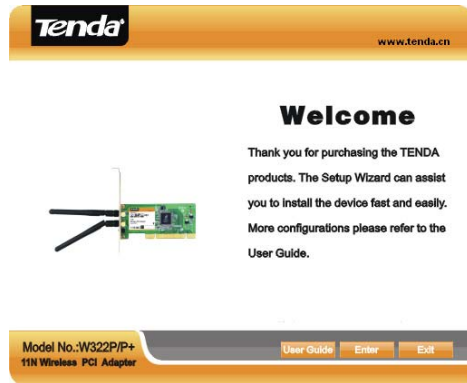 Tenda
www.tenda.cn
Welcome
Thank you for purchasing the TENDA
products. The Setup Wizard can assist
you to install the device fast and easily.
More configurations please refer to the
User Guide.
Model No.:W322P/P+
11N Wireless PCI Adapter
User Guide
Enter
Exit